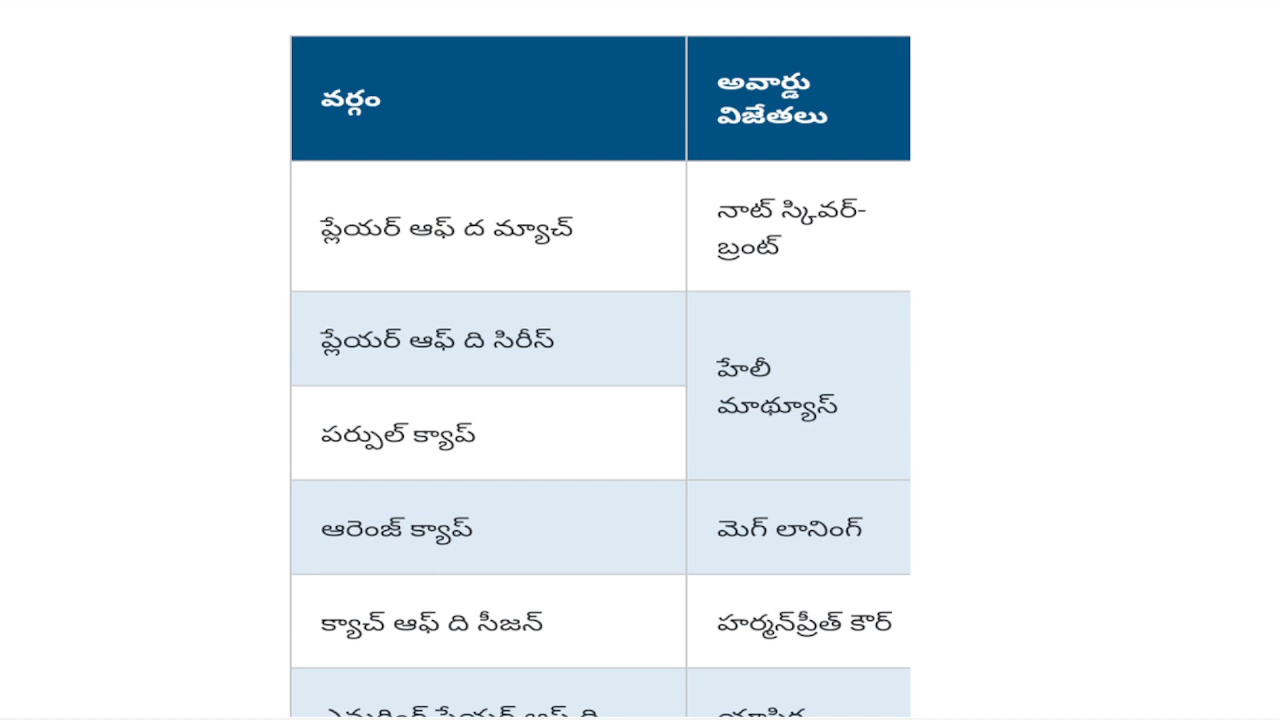 వర్గం
అవార్డు
విజేతలు
ప్లేయర్ ఆఫ్ ద మ్యాచ్
నాట్ స్కివర్-
బ్రంట్
ప్లేయర్ ఆఫ్ ది సిరీస్
హేలీ
మాథ్యూస్
పర్పుల్ క్యాప్
ఆరెంజ్ క్యాప్
మెగ్ లానింగ్
క్యాచ్ ఆఫ్ ది సీజన్
హర్మన్‌ప్రీత్ కౌర్